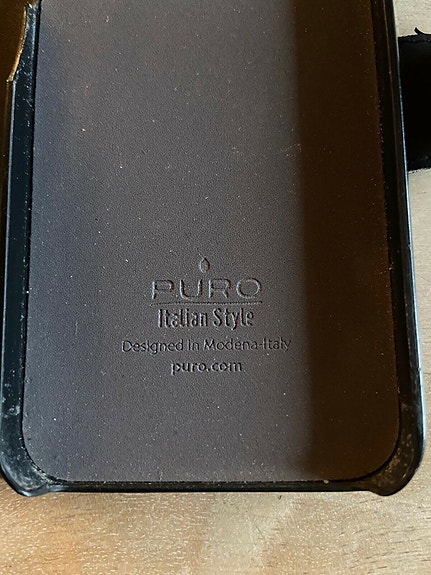 PURO
Italian Style
Designed in Modena-Italy
puro.com